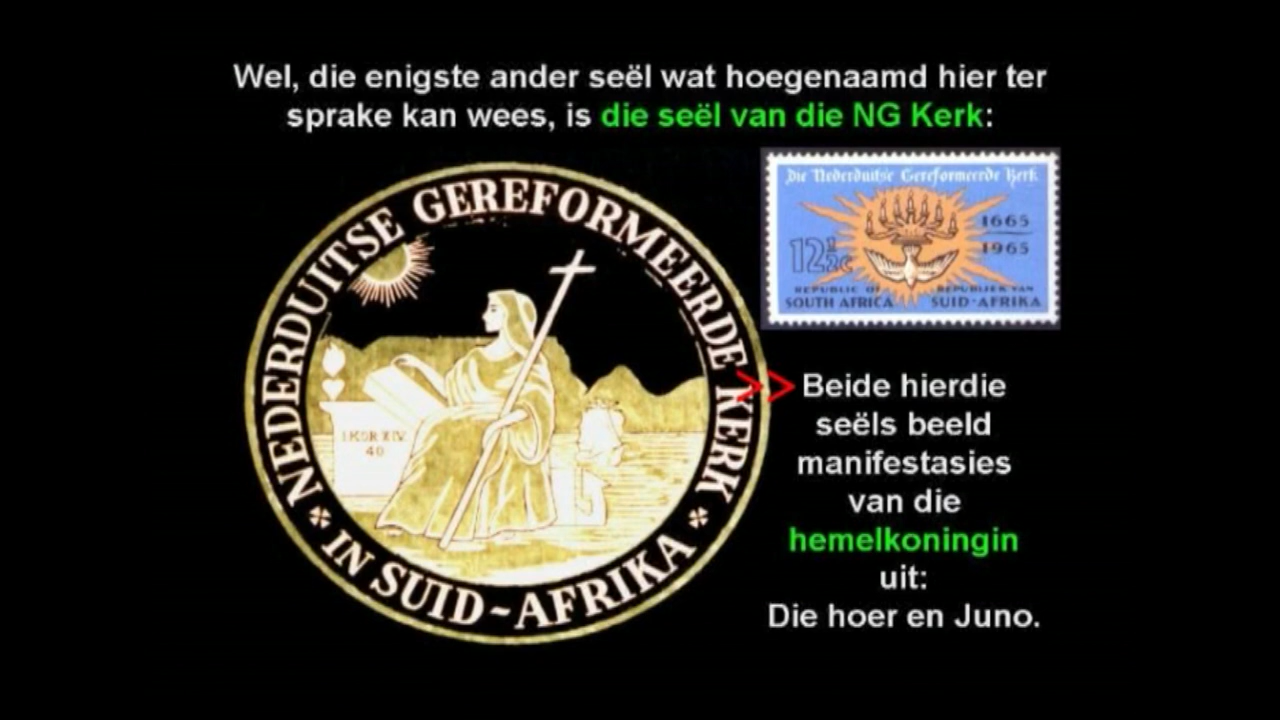 Wel, die enigste ander seël wat hoegenaamd hier ter
sprake kan wees, is die seël van die NG Kerk:
NEDERDUITSE GEREFORMEERDE KERK
IN SUID-AFRIKA
I.KOR XIV.
40
Die Nederduitse Gereformeerde Kerk
1665
1965
12½c
REPUBLIC OF
SOUTH AFRICA
REPUBLIEK VAN
SUID-AFRIKA
Beide hierdie
seëls beeld
manifestasies
van die
hemelkoningin
uit:
Die hoer en Juno.